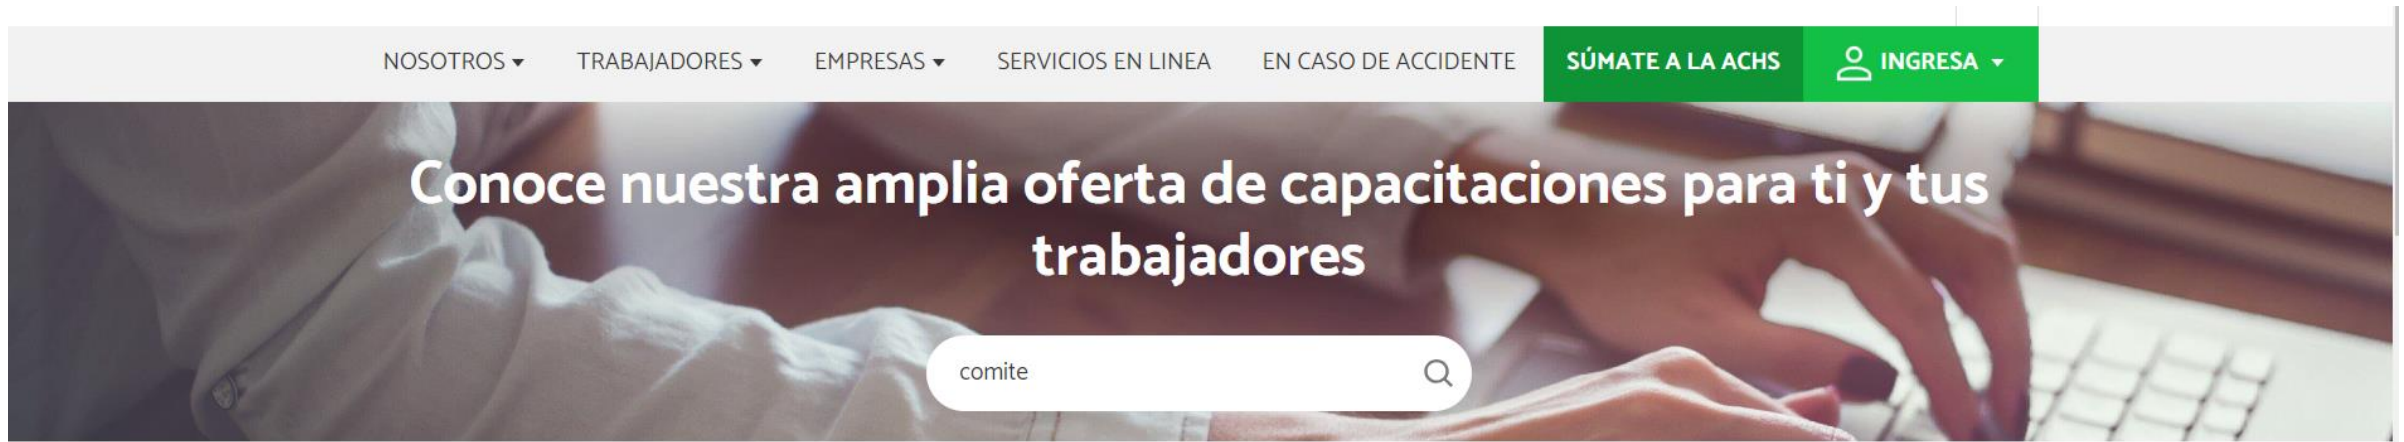 NOSOTROS TRABAJADORES EMPRESAS SERVICIOS EN LINEA EN CASO DE ACCIDENTE SÚMATE A LA ACHS INGRESA
Conoce nuestra amplia oferta de capacitaciones para ti y tus
trabajadores
comite